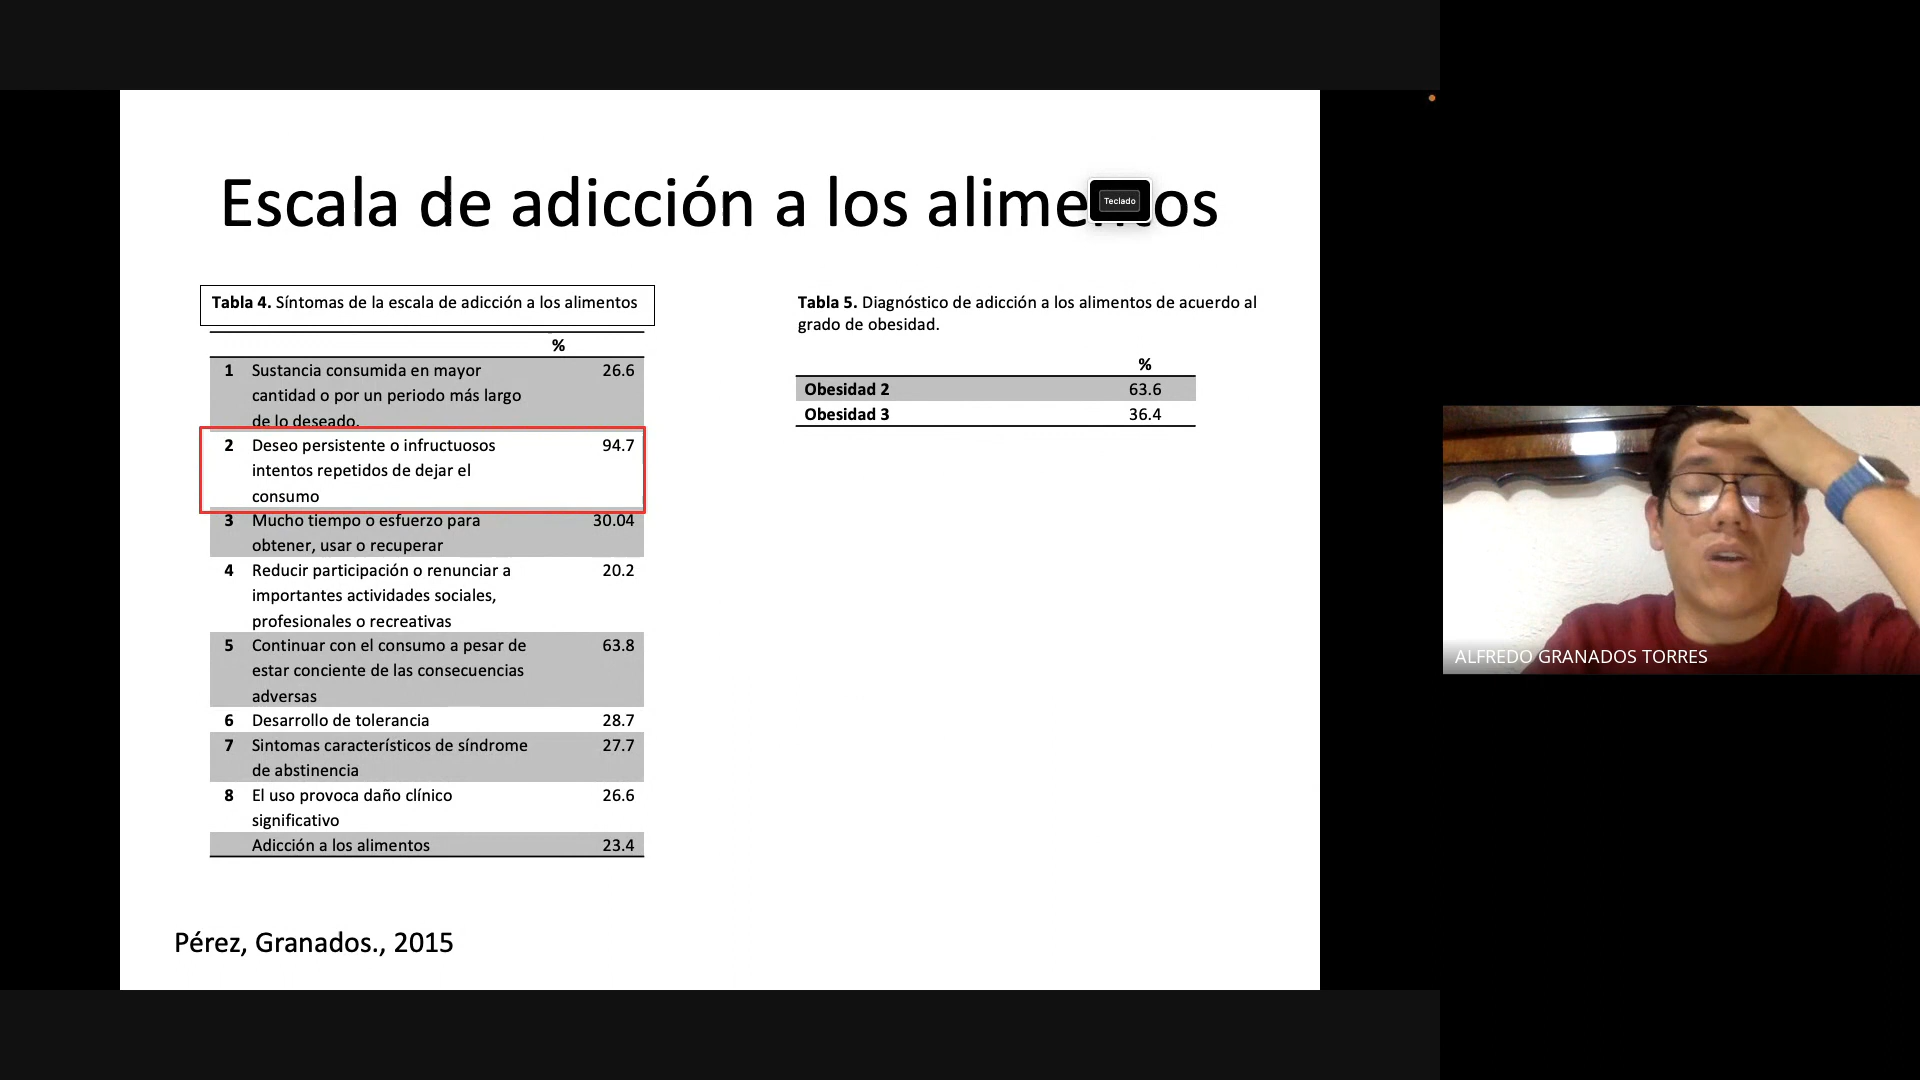 Escala de adicción a los alimentos
Teclado
Tabla 4. Síntomas de la escala de adicción a los alimentos
%
1 Sustancia consumida en mayor 26.6
cantidad o por un periodo más largo
de lo deseado.
2 Deseo persistente o infructuosos 94.7
intentos repetidos de dejar el
consumo
3 Mucho tiempo o esfuerzo para 30.04
obtener, usar o recuperar
4 Reducir participación o renunciar a 20.2
importantes actividades sociales,
profesionales o recreativas
5 Continuar con el consumo a pesar de 63.8
estar conciente de las consecuencias
adversas
6 Desarrollo de tolerancia 28.7
7 Sintomas característicos de síndrome 27.7
de abstinencia
8 El uso provoca daño clínico 26.6
significativo
Adicción a los alimentos 23.4
Tabla 5. Diagnóstico de adicción a los alimentos de acuerdo al
grado de obesidad.
%
Obesidad 2 63.6
Obesidad 3 36.4
Pérez, Granados., 2015
ALFREDO GRANADOS TORRES